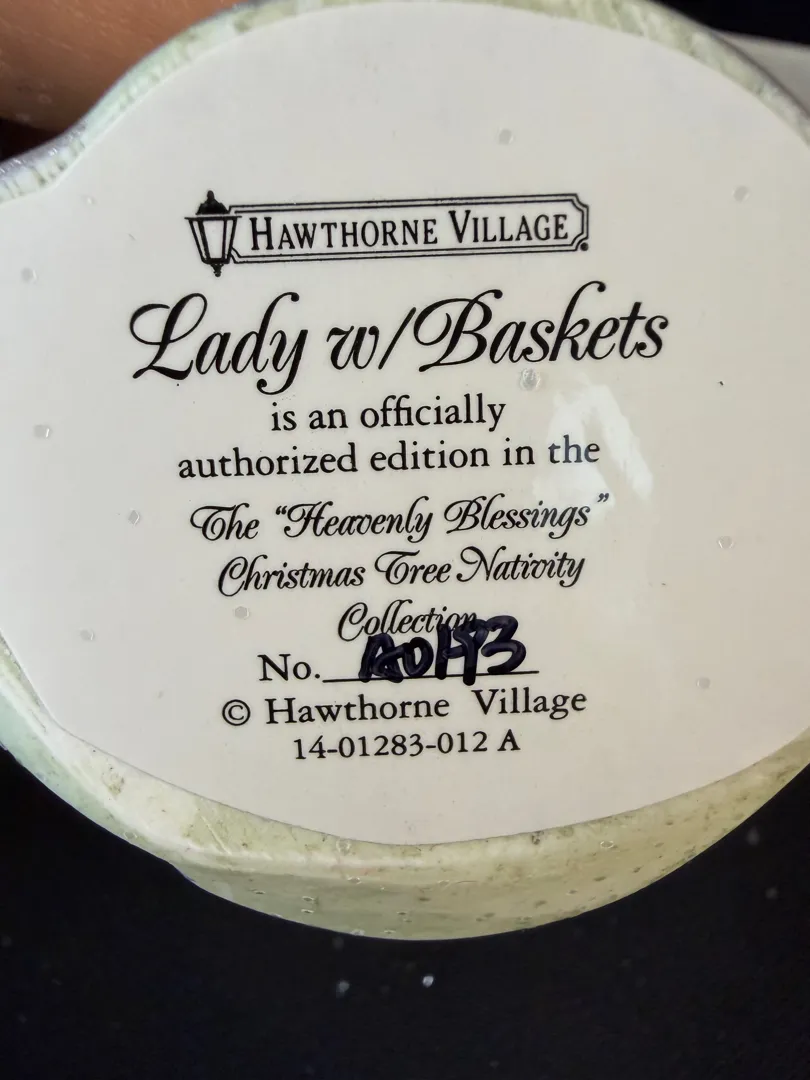 HAWTHORNE VILLAGE
Lady w/Baskets
is an officially
authorized edition in the
The “Heavenly Blessings”
Christmas Tree Nativity
Collection
No.
© Hawthorne Village
14-01283-012 A